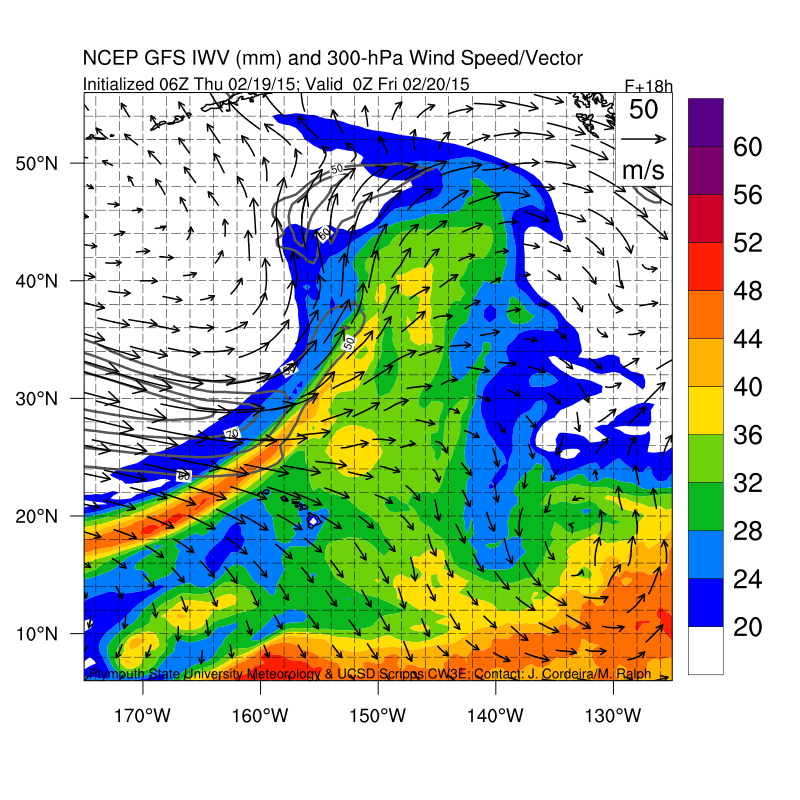 NCEP GFS IWV (mm) and 300-hPa Wind Speed/Vector
Initialized 06Z Thu 02/19/15; Valid 0Z Fri 02/20/15 F+18h
50
m/s
50°N
40°N
30°N
20°N
10°N
50
50
50
50
70
60
Plymouth State University Meteorology & UCSD Scripps CW3E; Contact: J. Cordeira/M. Ralph
170°W 160°W 150°W 140°W 130°W
60
56
52
48
44
40
36
32
28
24
20